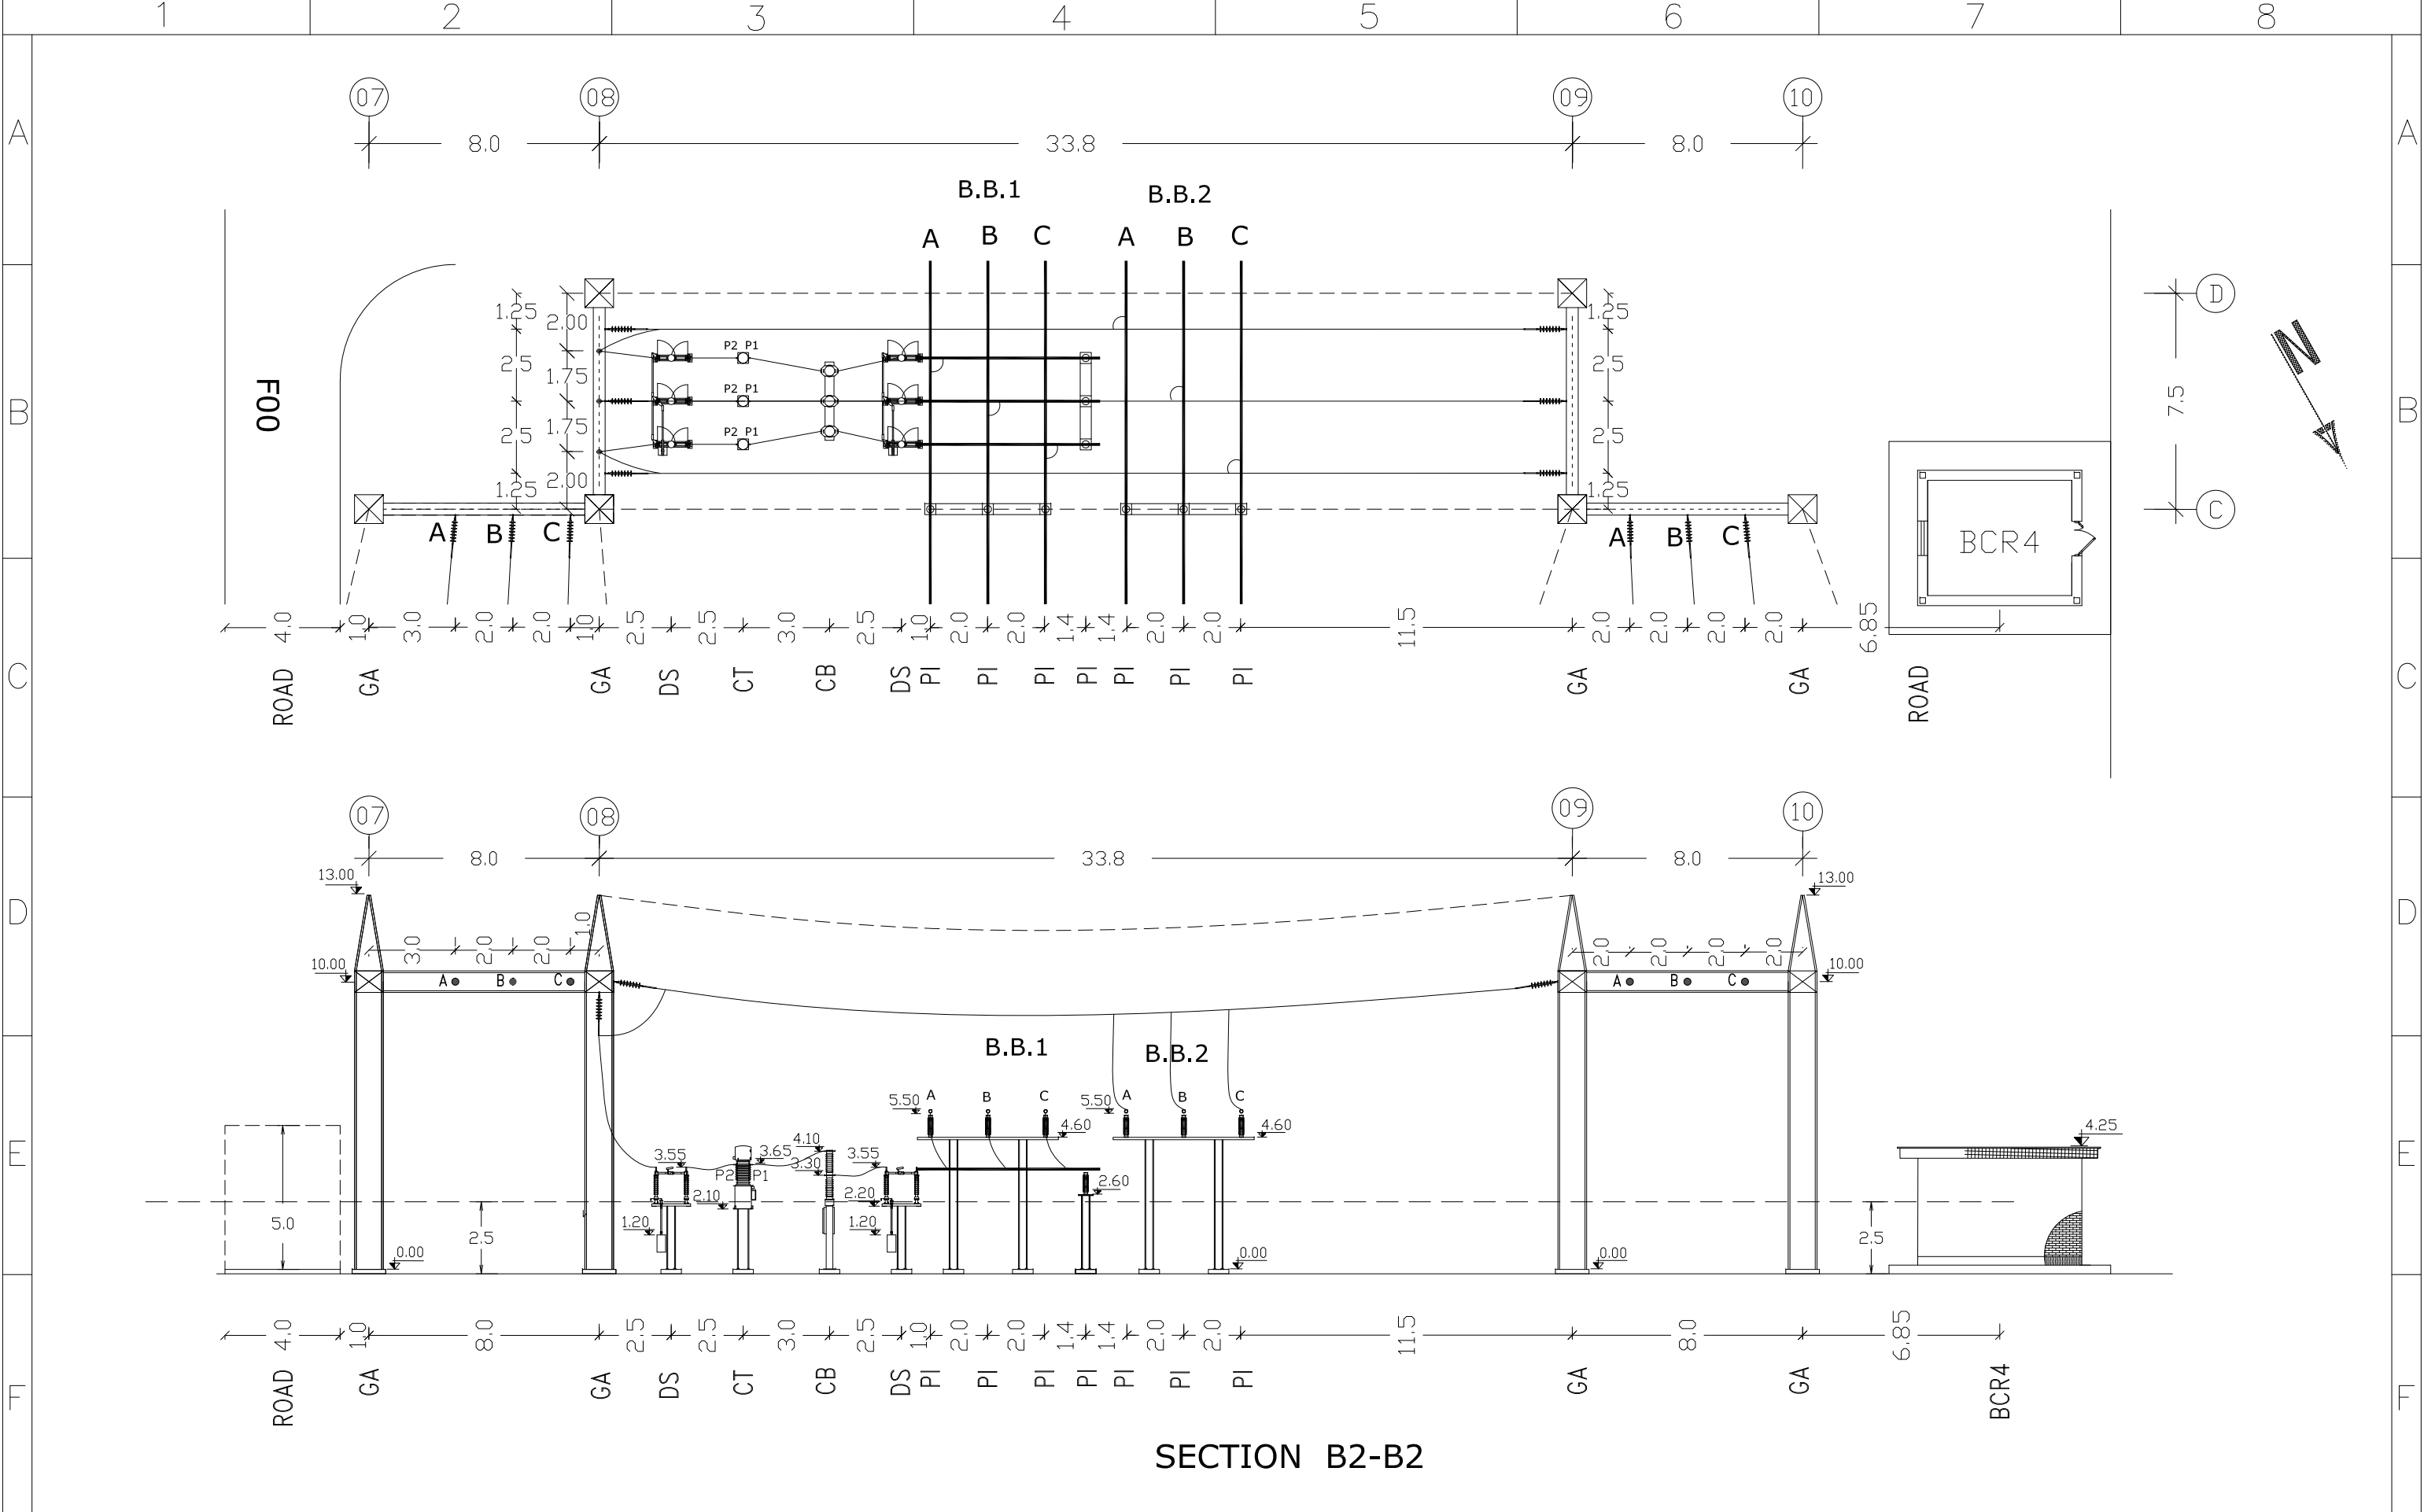 1 2 3 4 5 6 7 8
A A
07 08 09 10
8.0 33.8 8.0
B.B.1 B.B.2
A B C A B C
D
1.25 2.00 1.25
P2 P1
2.5 1.75 2.5
N
F00
B B
P2 P1
7.5
2.5 1.75 2.5
P2 P1
1.25 2.00 1.25
C
A B C A B C
BCR4
4.0 1.0 3.0 2.0 2.0 1.0 2.5 2.5 3.0 2.5 1.0 2.0 2.0 1.4 1.4 2.0 2.0 11.5 2.0 2.0 2.0 2.0 6.85
C C
ROAD GA GA DS CT CB DS PI PI PI PI PI PI PI GA GA ROAD
07 08 09 10
8.0 33.8 8.0
13.00 13.00
D D
3.0 2.0 2.0 1.0 2.0 2.0 2.0 2.0
10.00 10.00
A B C A B C
B.B.1 B.B.2
5.50 A B C 5.50 A B C
4.60 4.60 4.25
E E
3.55 3.65 4.10 3.30 3.55
P2 P1
2.10 2.20 2.60
5.0 2.5 1.20 1.20 2.5
0.00 0.00 0.00
4.0 1.0 8.0 2.5 2.5 3.0 2.5 1.0 2.0 2.0 1.4 1.4 2.0 2.0 11.5 8.0 6.85
F F
ROAD GA GA DS CT CB DS PI PI PI PI PI PI PI GA GA BCR4
SECTION B2-B2